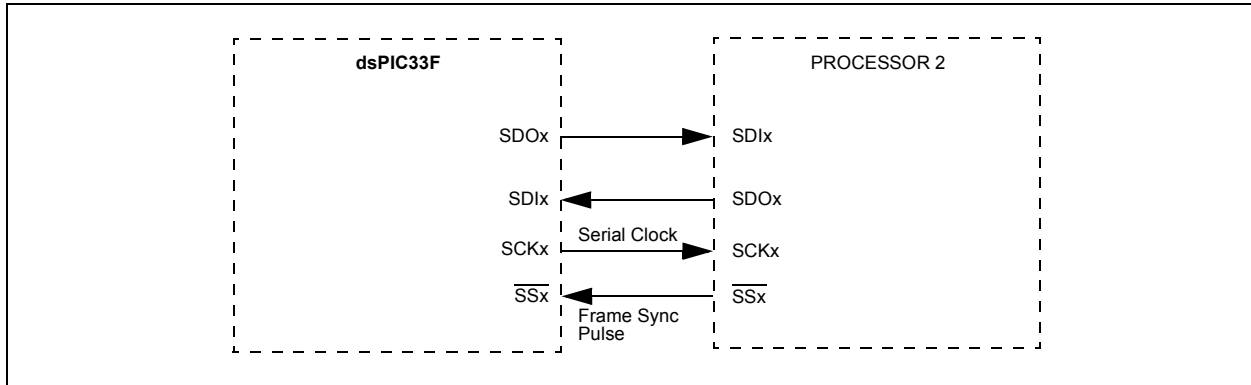 dsPIC33F
PROCESSOR 2
SDOx
SDIx
SDIx
SDOx
Serial Clock
SCKx
SCKx
SSx
SSx
Frame Sync
Pulse